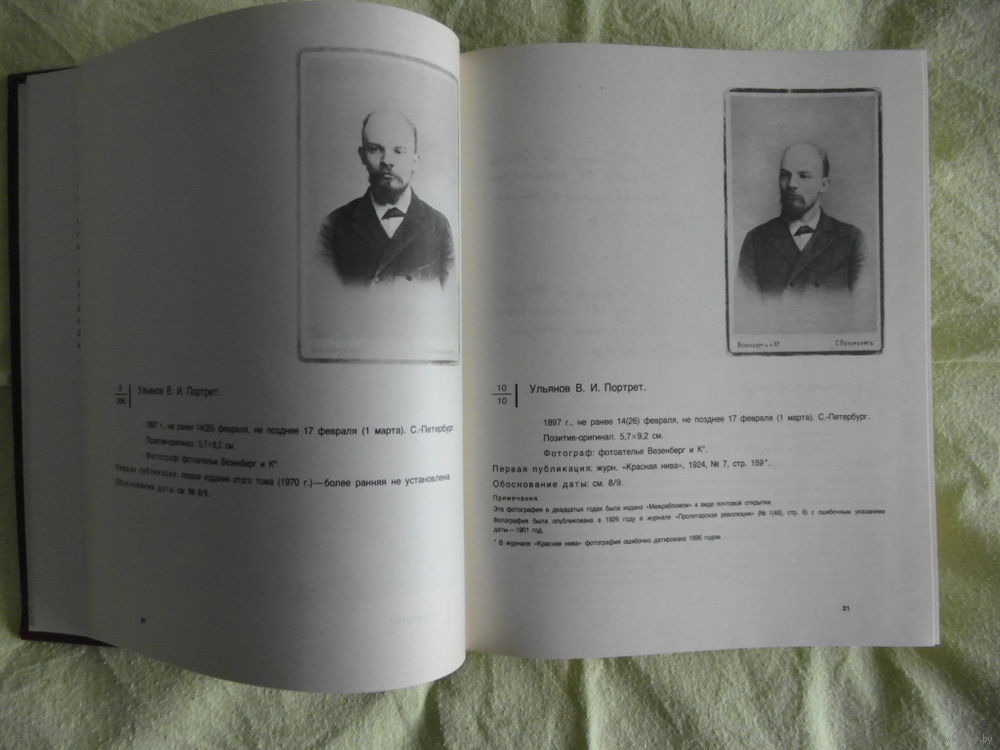 С. ПЕТЕРБУРГЪ
Ульянов В. И. Портрет.
1897 г., не ранее 14(26) февраля, не позднее 17 февраля (1 марта). С.-Петербург.
Позитив-оригинал. 5,7×9,2 см.
Фотограф: фотоателье Везенберг и К°.
Первая публикация: первое издание этого тома (1970 г.)—более ранняя не установлена.
Обоснование даты: см. № 8/9.
ВЕЗЕНБЕРГЪ и К° С. ПЕТЕРБУРГЪ
10
10
Ульянов В. И. Портрет.
1897 г., не ранее 14(26) февраля, не позднее 17 февраля (1 марта). С.-Петербург.
Позитив-оригинал. 5,7×9,2 см.
Фотограф: фотоателье Везенберг и К°.
Первая публикация: журн. «Красная нива», 1924, № 7, стр. 159*.
Обоснование даты: см. 8/9.
Примечания.
Эта фотография в двадцатых годах была издана «Межрабпомом» в виде почтовой открытки.
Фотография была опубликована в 1926 году в журнале «Пролетарская революция» (№ 1(48), стр. 6) с ошибочным указанием
даты—1901 год.
* В журнале «Красная нива» фотография ошибочно датирована 1896 годом.
31